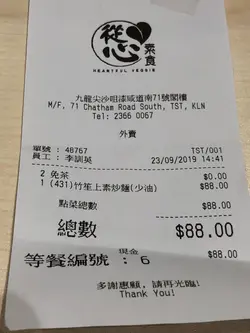 從心素食
HEARTFUL VEGGIE
九龍尖沙咀漆咸道南71號閣樓
M/F, 71 Chatham Road South, TST, KLN
Tel: 2366 0067
外賣
單號 : 48767 TST/001
員工 : 李訓英 23/09/2019 14:41
2 免茶 $0.00
1 (431)竹笙上素炒麵(少油) $88.00
點菜總數 $88.00
總數 $88.00
現金 $88.00
等餐編號 : 6
多謝惠顧, 請再光臨!
Thank You!